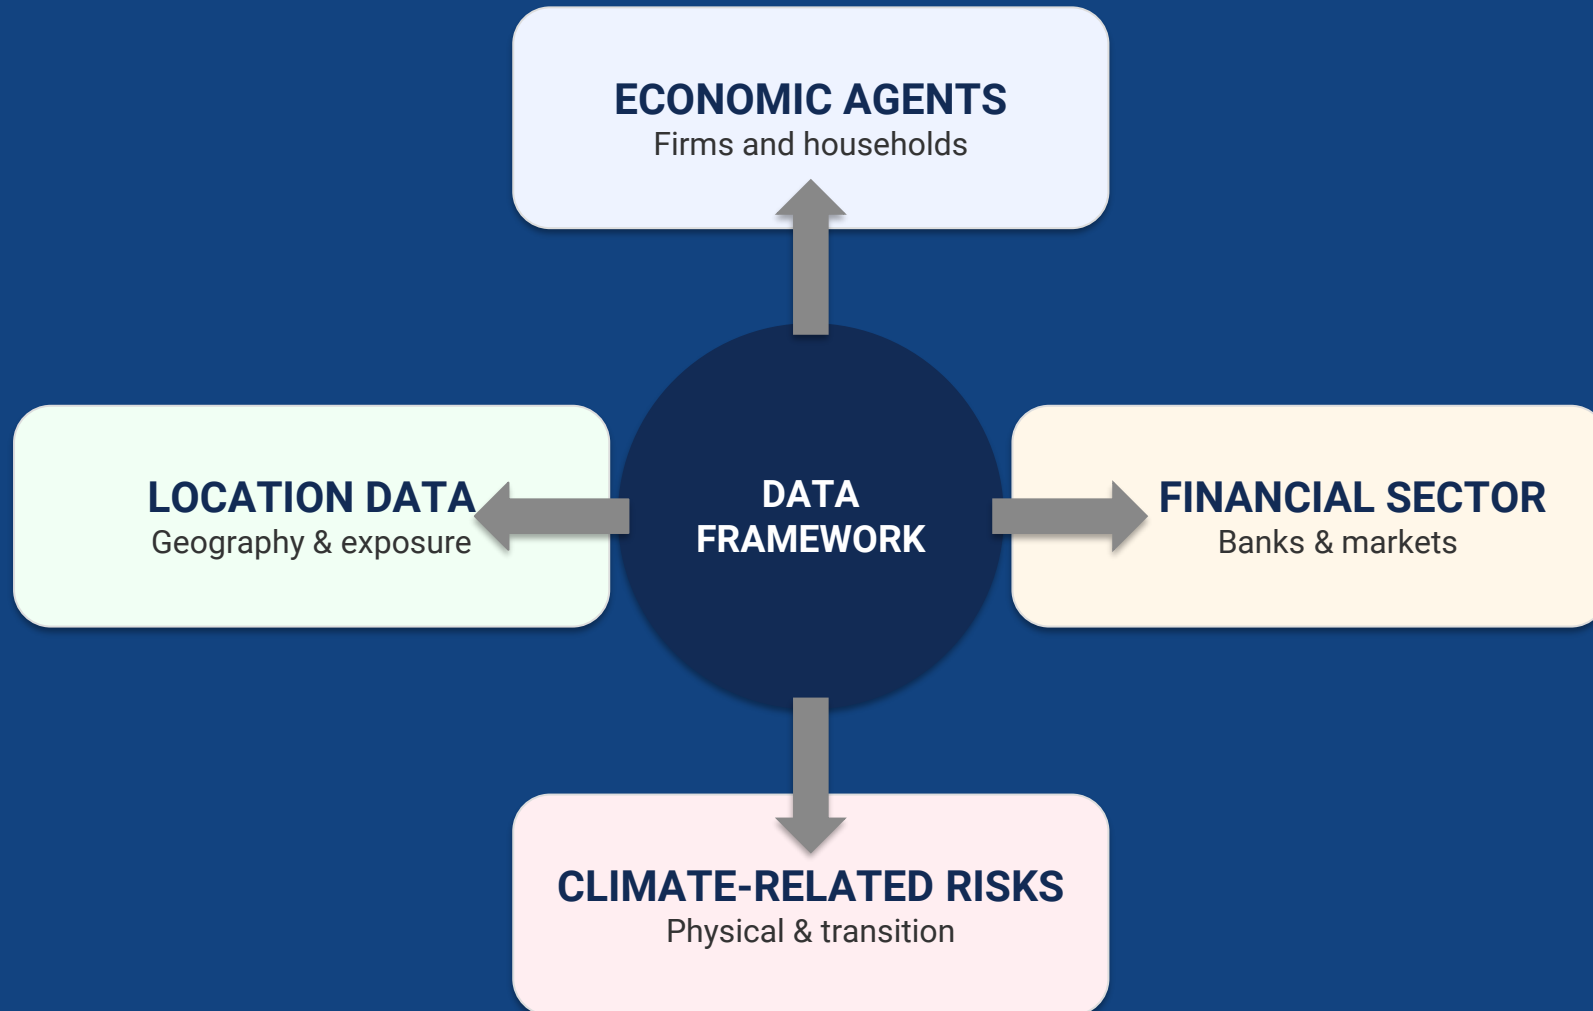 ECONOMIC AGENTS
Firms and households
LOCATION DATA
Geography & exposure
DATA
FRAMEWORK
FINANCIAL SECTOR
Banks & markets
CLIMATE-RELATED RISKS
Physical & transition